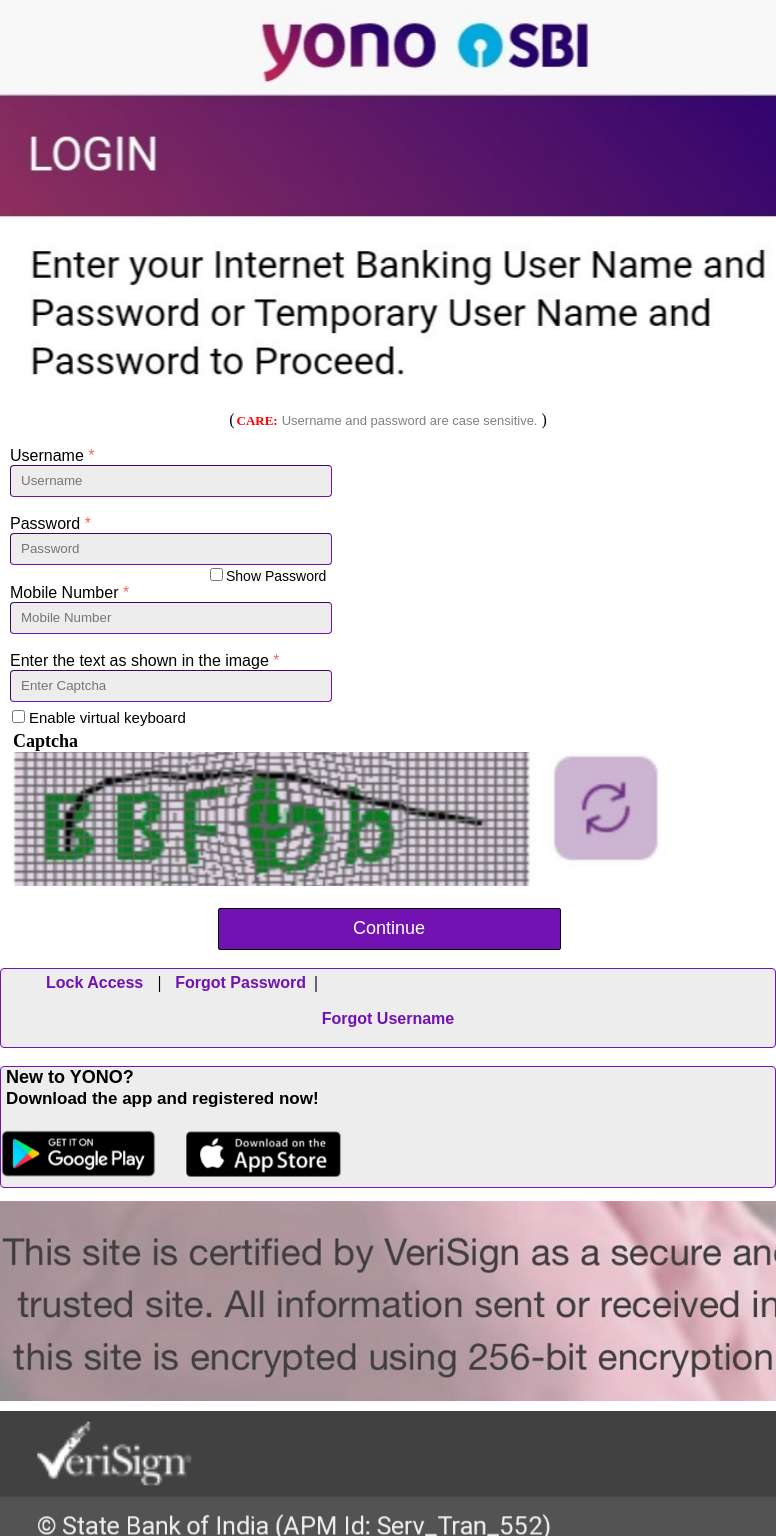 yono SBI
LOGIN
Enter your Internet Banking User Name and
Password or Temporary User Name and
Password to Proceed.
( CARE: Username and password are case sensitive. )
Username *
Username
Password *
Password
Show Password
Mobile Number *
Mobile Number
Enter the text as shown in the image *
Enter Captcha
Enable virtual keyboard
Captcha
Continue
Lock Access | Forgot Password |
Forgot Username
New to YONO?
Download the app and registered now!
GET IT ON
Google Play
Download on the
App Store
This site is certified by VeriSign as a secure and
trusted site. All information sent or received in
this site is encrypted using 256-bit encryption
VeriSign
© State Bank of India (APM Id: Serv_Tran_552)